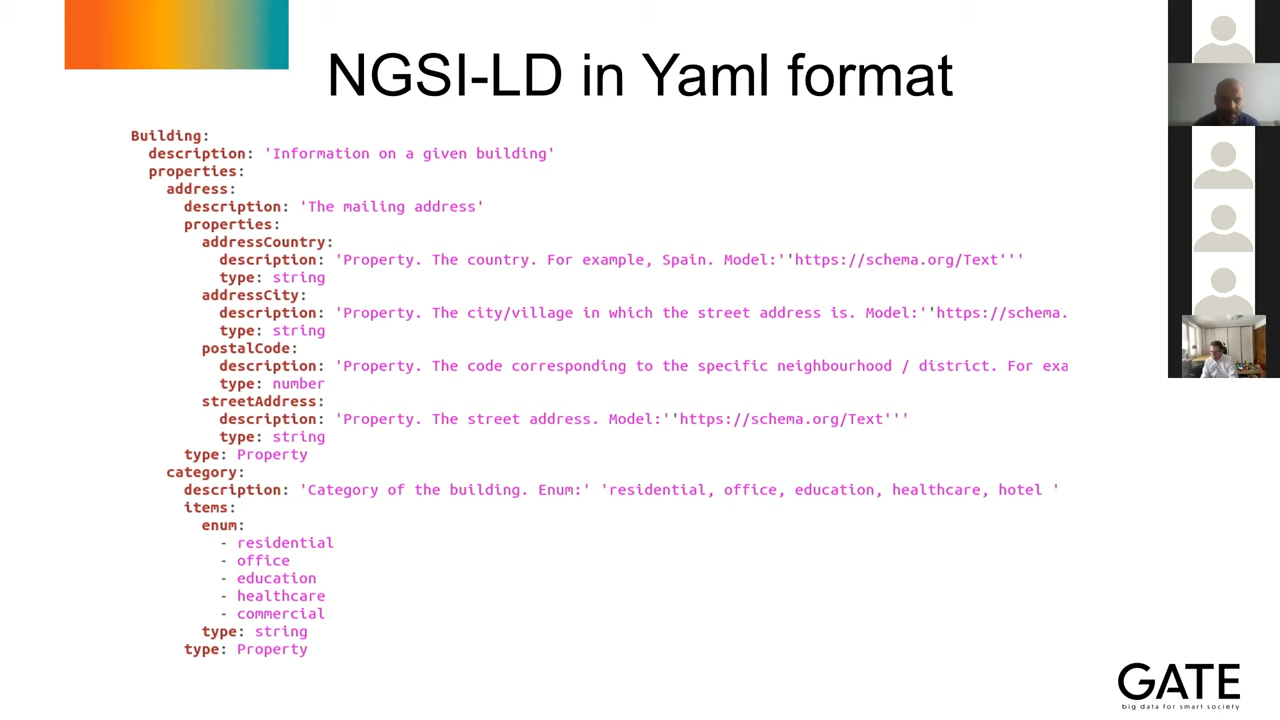 NGSI-LD in Yaml format
Building:
description: 'Information on a given building'
properties:
address:
description: 'The mailing address'
properties:
addressCountry:
description: 'Property. The country. For example, Spain. Model:''https://schema.org/Text'''
type: string
addressCity:
description: 'Property. The city/village in which the street address is. Model:''https://schema.
type: string
postalCode:
description: 'Property. The code corresponding to the specific neighbourhood / district. For exa
type: number
streetAddress:
description: 'Property. The street address. Model:''https://schema.org/Text'''
type: string
type: Property
category:
description: 'Category of the building. Enum:' 'residential, office, education, healthcare, hotel '
items:
enum:
- residential
- office
- education
- healthcare
- commercial
type: string
type: Property
GATE
big data for smart society